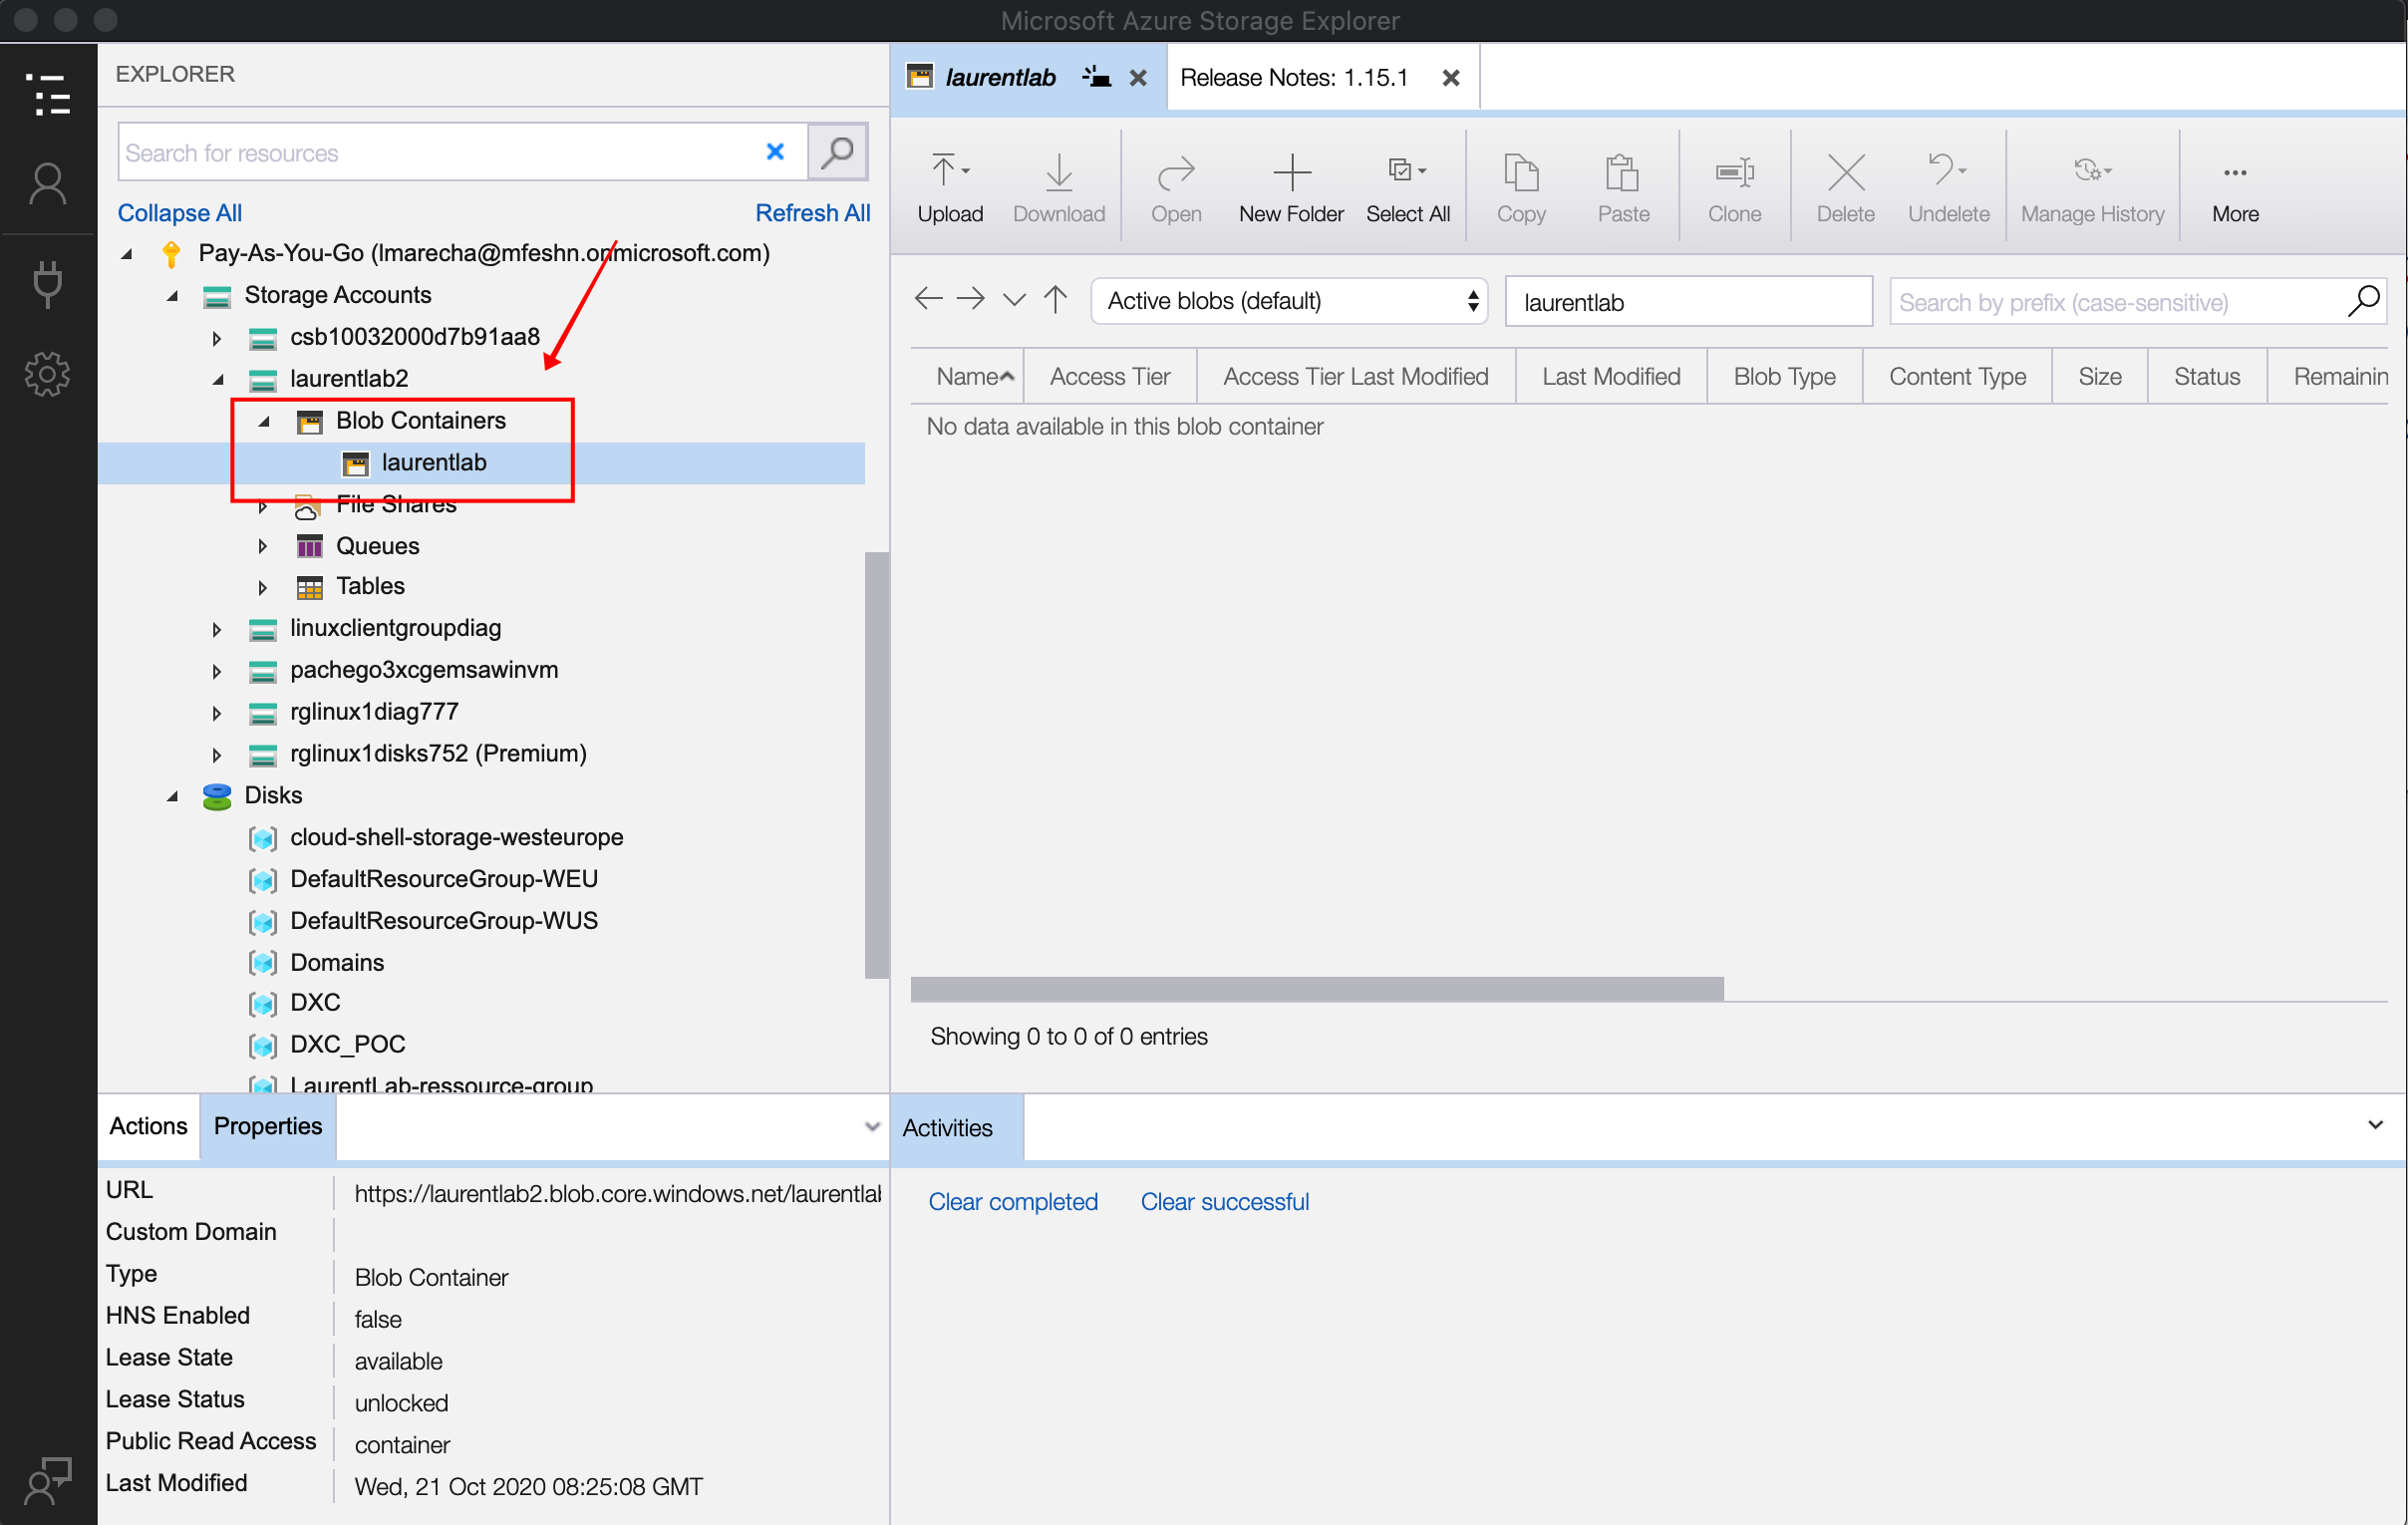 Microsoft Azure Storage Explorer
EXPLORER
Search for resources
Collapse All
Refresh All
Pay-As-You-Go (lmarecha@mfeshn.onmicrosoft.com)
Storage Accounts
csb10032000d7b91aa8
laurentlab2
Blob Containers
laurentlab
File Shares
Queues
Tables
linuxclientgroupdiag
pachego3xcgemsawinvm
rglinux1diag777
rglinux1disks752 (Premium)
Disks
cloud-shell-storage-westeurope
DefaultResourceGroup-WEU
DefaultResourceGroup-WUS
Domains
DXC
DXC_POC
LaurentLab-ressource-group
Actions
Properties
URL https://laurentlab2.blob.core.windows.net/laurentlab
Custom Domain
Type Blob Container
HNS Enabled false
Lease State available
Lease Status unlocked
Public Read Access container
Last Modified Wed, 21 Oct 2020 08:25:08 GMT
laurentlab
Release Notes: 1.15.1
Upload
Download
Open
New Folder
Select All
Copy
Paste
Clone
Delete
Undelete
Manage History
More
Active blobs (default)
laurentlab
Search by prefix (case-sensitive)
Name Access Tier Access Tier Last Modified Last Modified Blob Type Content Type Size Status Remainin
No data available in this blob container
Showing 0 to 0 of 0 entries
Activities
Clear completed
Clear successful